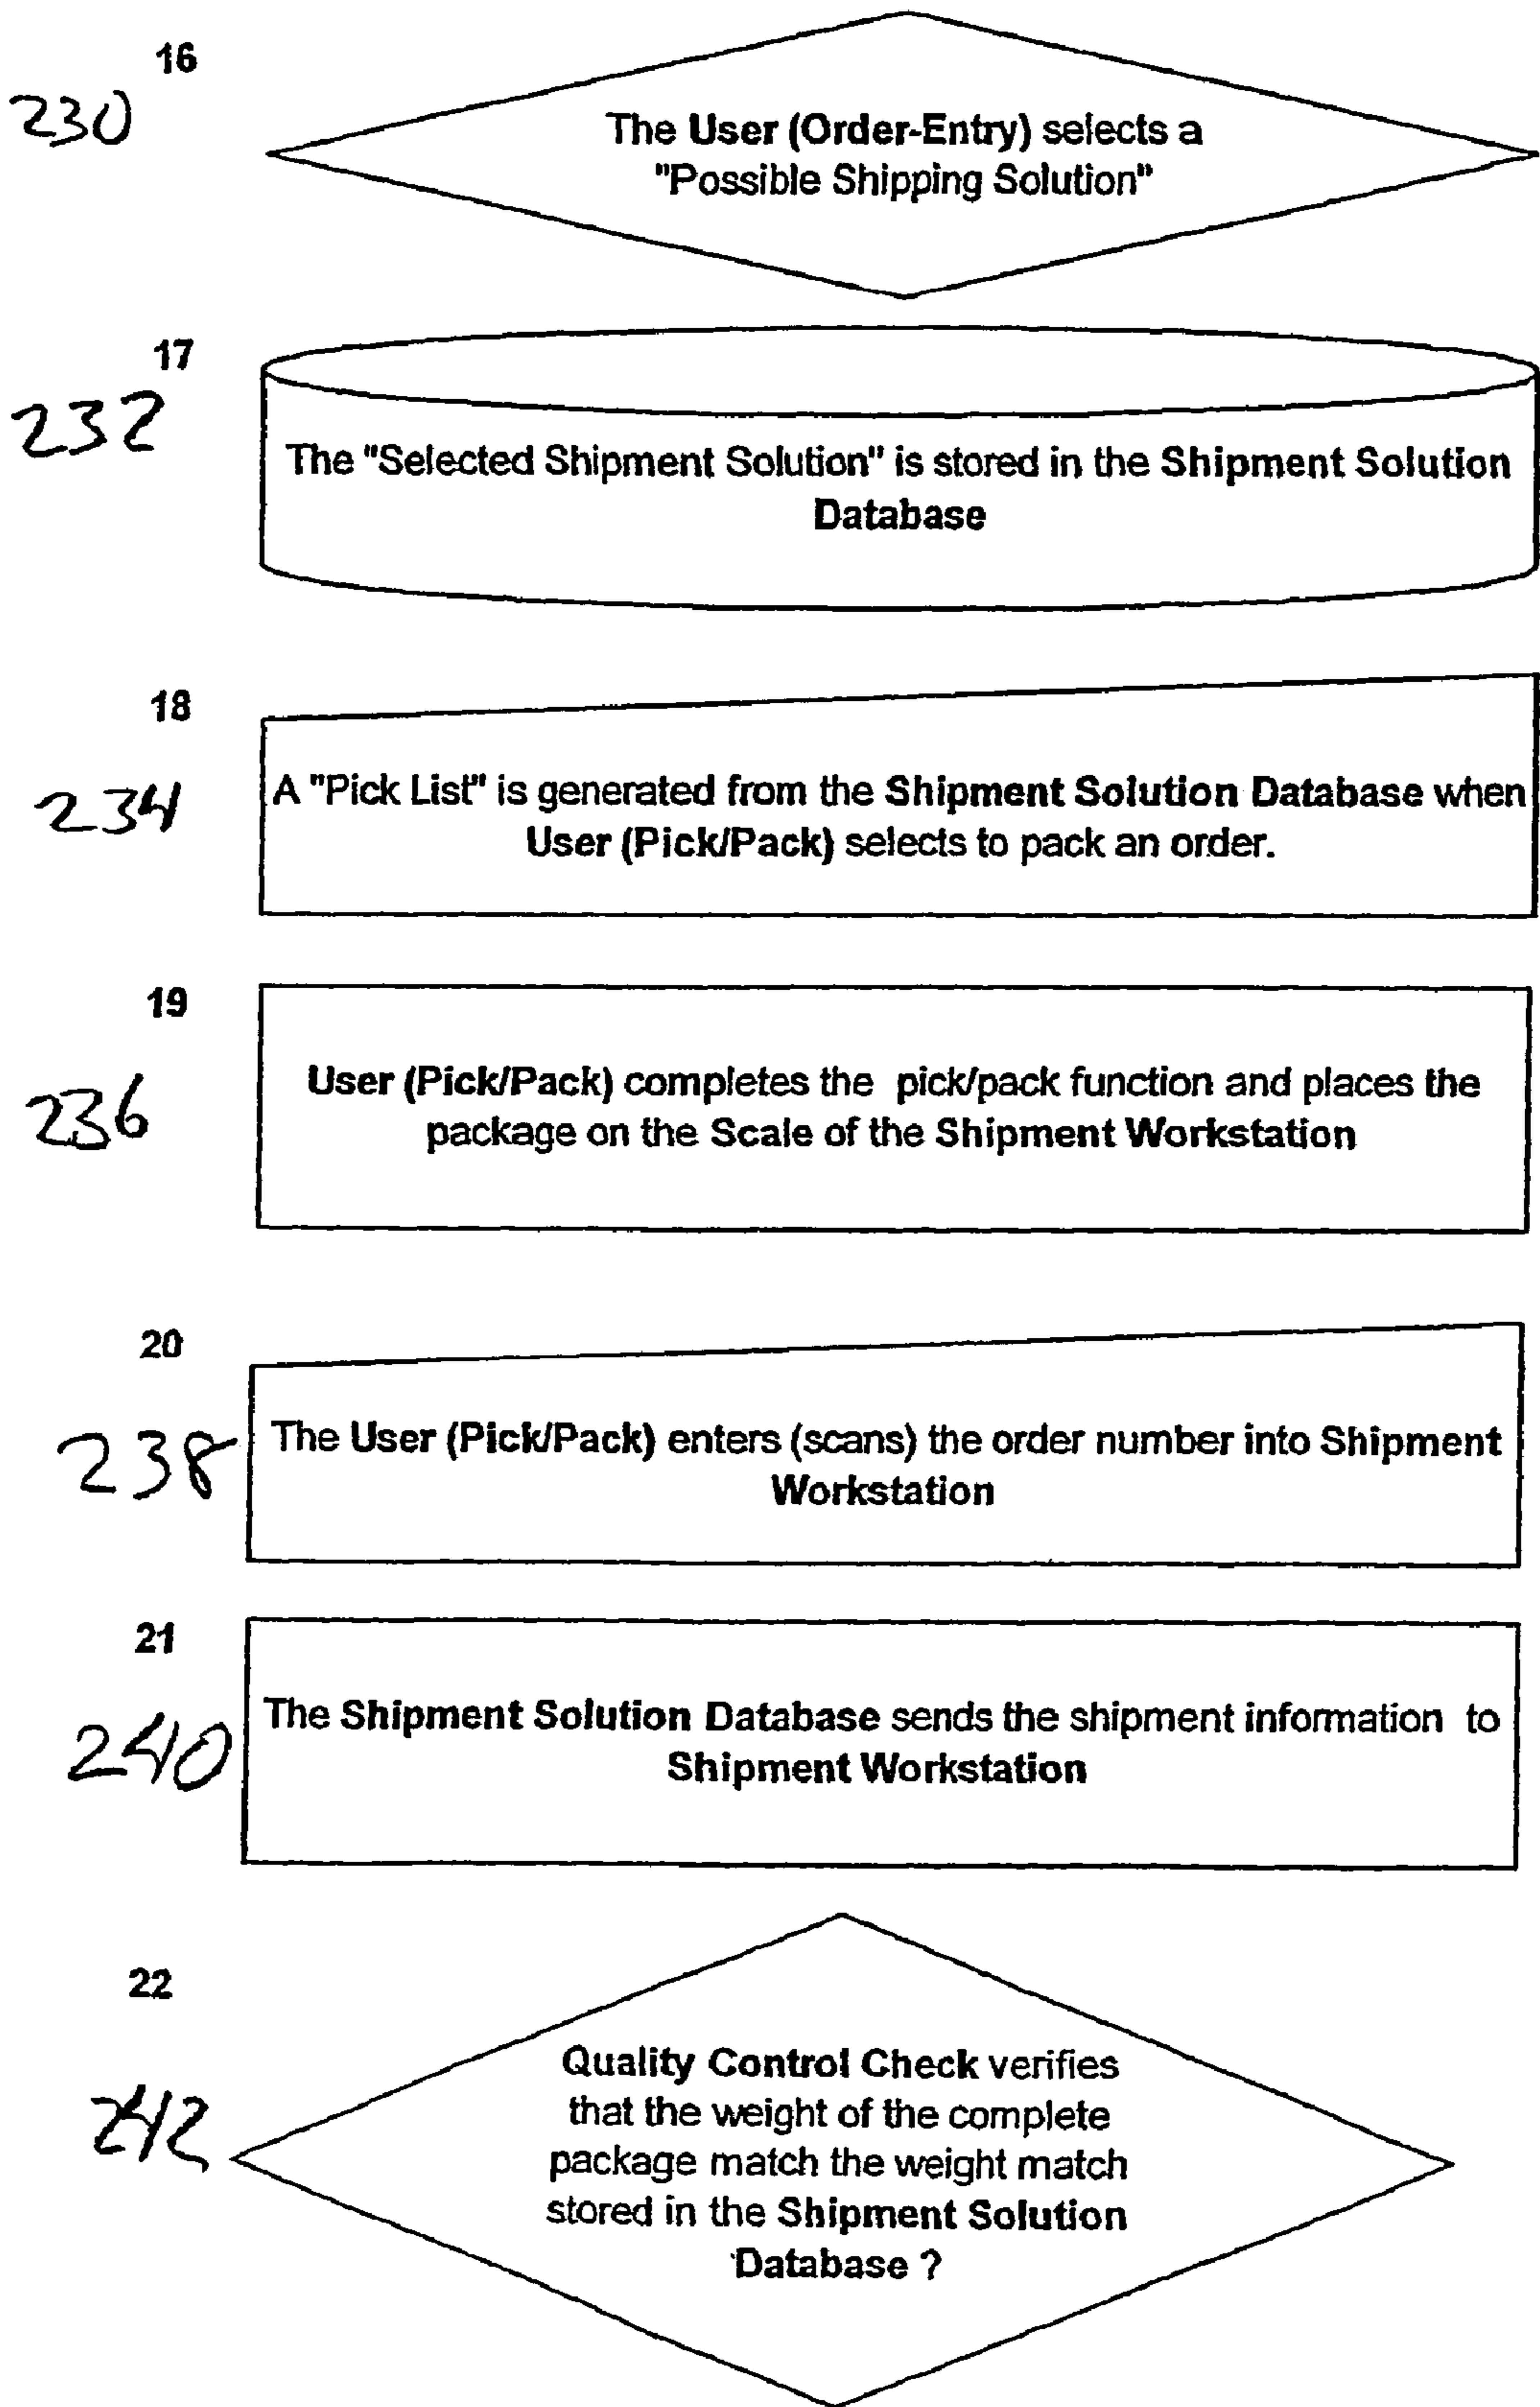 16
230
The User (Order-Entry) selects a
"Possible Shipping Solution"
17
232
The "Selected Shipment Solution" is stored in the Shipment Solution
Database
18
234
A "Pick List" is generated from the Shipment Solution Database when
User (Pick/Pack) selects to pack an order.
19
236
User (Pick/Pack) completes the pick/pack function and places the
package on the Scale of the Shipment Workstation
20
238
The User (Pick/Pack) enters (scans) the order number into Shipment
Workstation
21
240
The Shipment Solution Database sends the shipment information to
Shipment Workstation
22
242
Quality Control Check verifies
that the weight of the complete
package match the weight match
stored in the Shipment Solution
Database ?